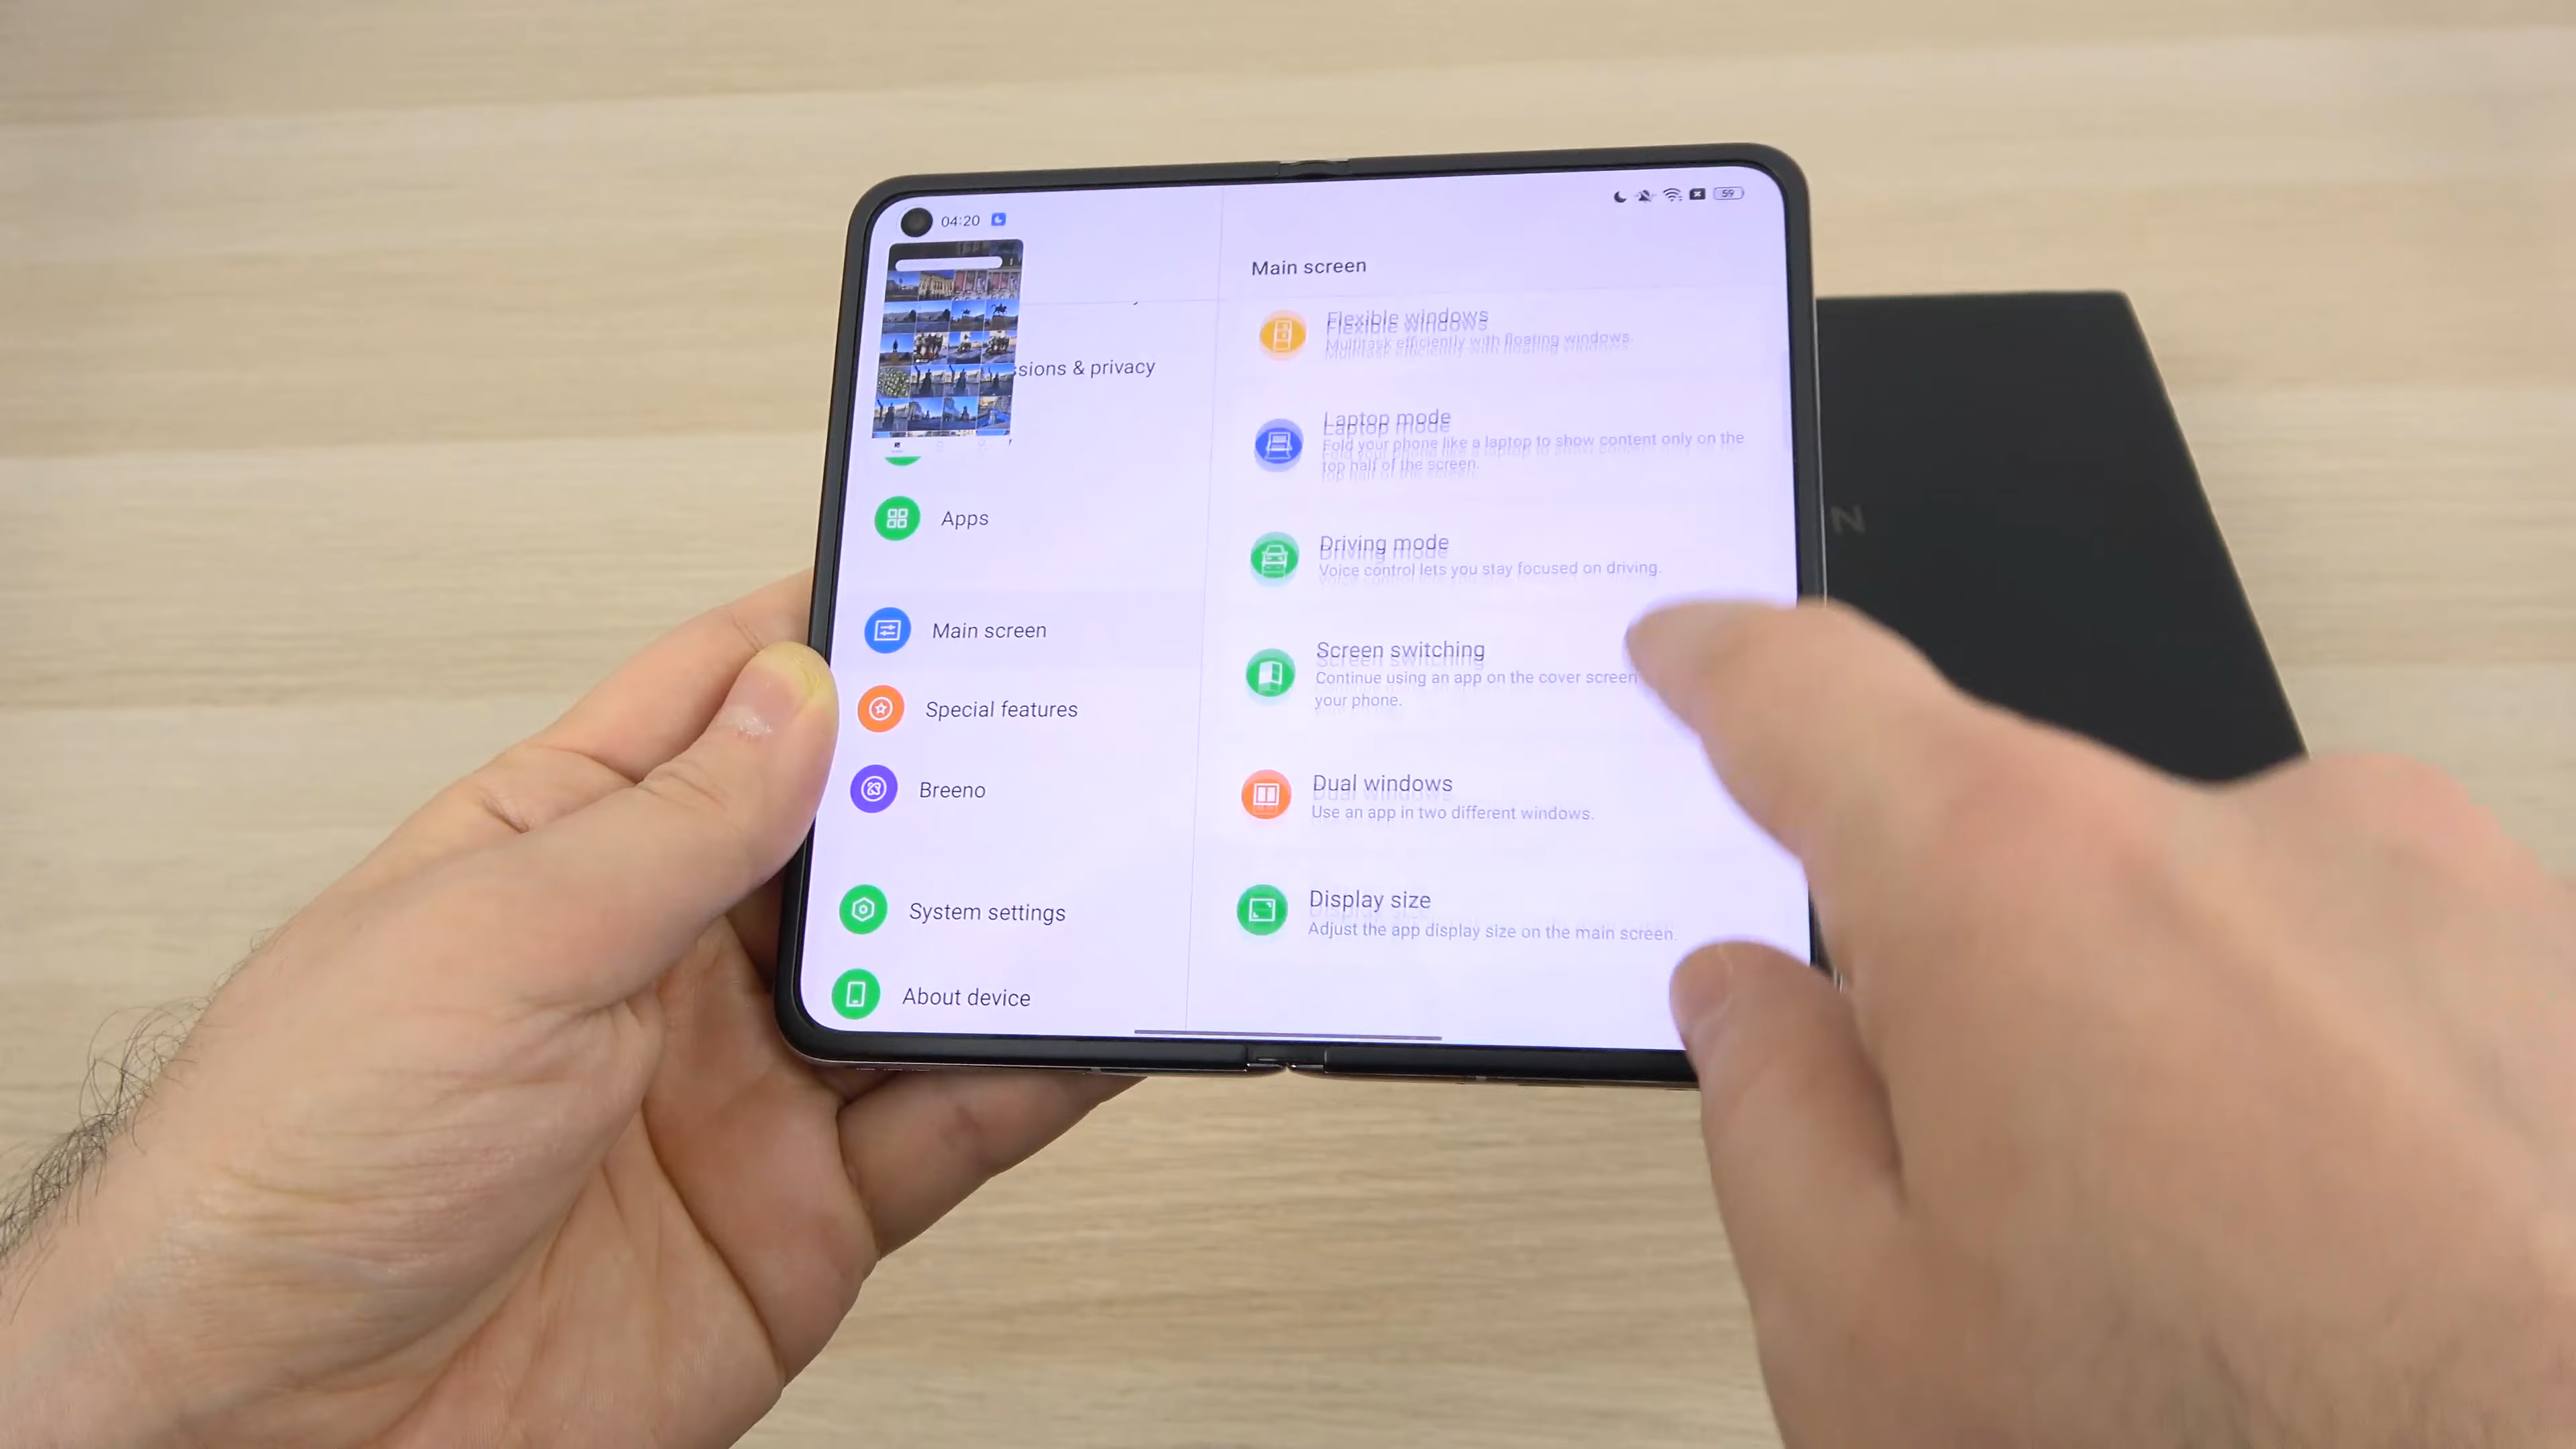 04:20
59
Main screen
ssions & privacy
Apps
Main screen
Special features
Breeno
System settings
About device
Flexible windows
Multitask efficiently with floating windows.
Laptop mode
Fold your phone like a laptop to show content only on the
top half of the screen.
Driving mode
Voice control lets you stay focused on driving.
Screen switching
Continue using an app on the cover screen
your phone.
Dual windows
Use an app in two different windows.
Display size
Adjust the app display size on the main screen.
N